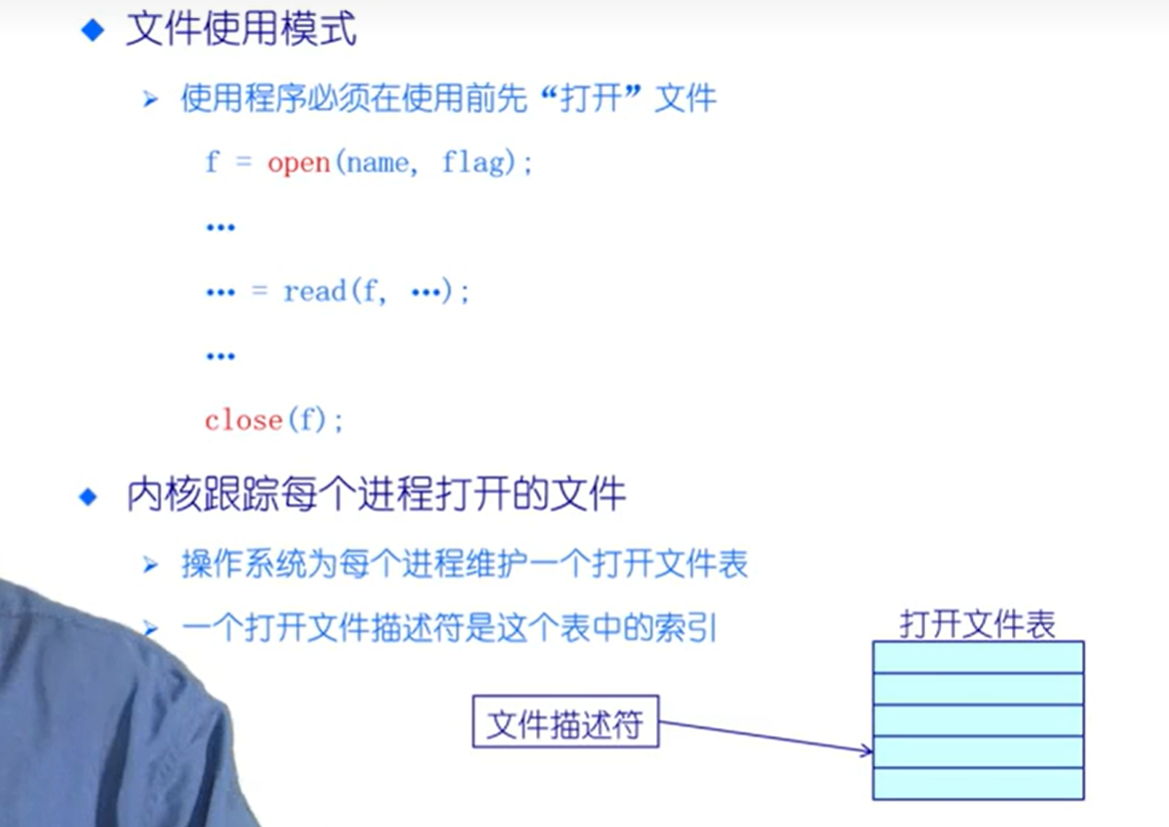 文件使用模式
使用程序必须在使用前先“打开”文件
f = open(name, flag);
…
… = read(f, …);
…
close(f);
内核跟踪每个进程打开的文件
操作系统为每个进程维护一个打开文件表
一个打开文件描述符是这个表中的索引
打开文件表
文件描述符